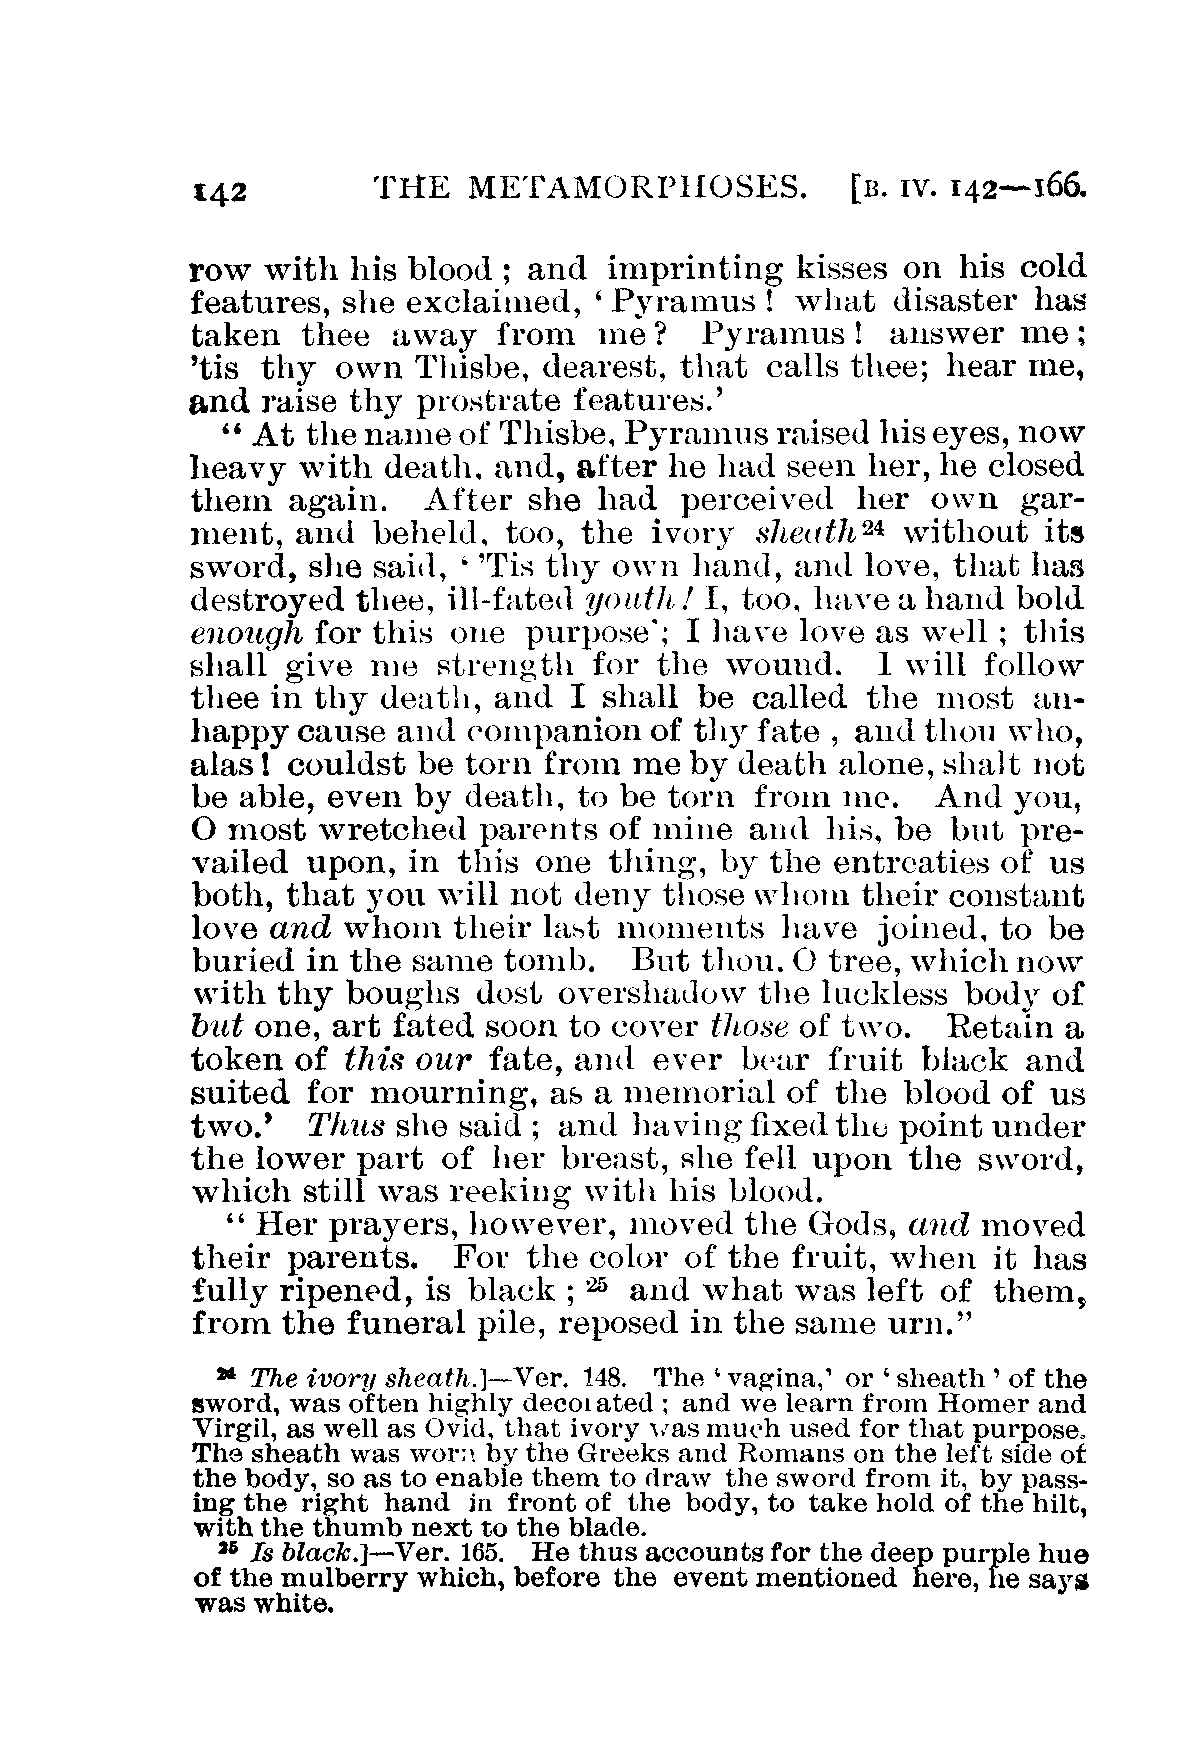 142 THE METAMORPHOSES. [B. IV. 142—166.
row with his blood ; and imprinting kisses on his cold
features, she exclaimed, ‘ Pyramus ! what disaster has
taken thee away from me ? Pyramus ! answer me ;
’tis thy own Thisbe, dearest, that calls thee; hear me,
and raise thy prostrate features.’
“ At the name of Thisbe, Pyramus raised his eyes, now
heavy with death, and, after he had seen her, he closed
them again. After she had perceived her own gar-
ment, and beheld, too, the ivory sheath 24 without its
sword, she said, ‘ ’Tis thy own hand, and love, that has
destroyed thee, ill-fated youth ! I, too, have a hand bold
enough for this one purpose ; I have love as well ; this
shall give me strength for the wound. I will follow
thee in thy death, and I shall be called the most an-
happy cause and companion of thy fate , and thou who,
alas ! couldst be torn from me by death alone, shalt not
be able, even by death, to be torn from me. And you,
O most wretched parents of mine and his, be but pre-
vailed upon, in this one thing, by the entreaties of us
both, that you will not deny those whom their constant
love and whom their last moments have joined, to be
buried in the same tomb. But thou, O tree, which now
with thy boughs dost overshadow the luckless body of
but one, art fated soon to cover those of two. Retain a
token of this our fate, and ever bear fruit black and
suited for mourning, as a memorial of the blood of us
two.’ Thus she said ; and having fixed the point under
the lower part of her breast, she fell upon the sword,
which still was reeking with his blood.
“ Her prayers, however, moved the Gods, and moved
their parents. For the color of the fruit, when it has
fully ripened, is black ; 25 and what was left of them,
from the funeral pile, reposed in the same urn.”
24 The ivory sheath.]—Ver. 148. The ‘ vagina,’ or ‘ sheath ’ of the
sword, was often highly decorated ; and we learn from Homer and
Virgil, as well as Ovid, that ivory was much used for that purpose.
The sheath was worn by the Greeks and Romans on the left side of
the body, so as to enable them to draw the sword from it, by pass-
ing the right hand in front of the body, to take hold of the hilt,
with the thumb next to the blade.
25 Is black.]—Ver. 165. He thus accounts for the deep purple hue
of the mulberry which, before the event mentioned here, he says
was white.